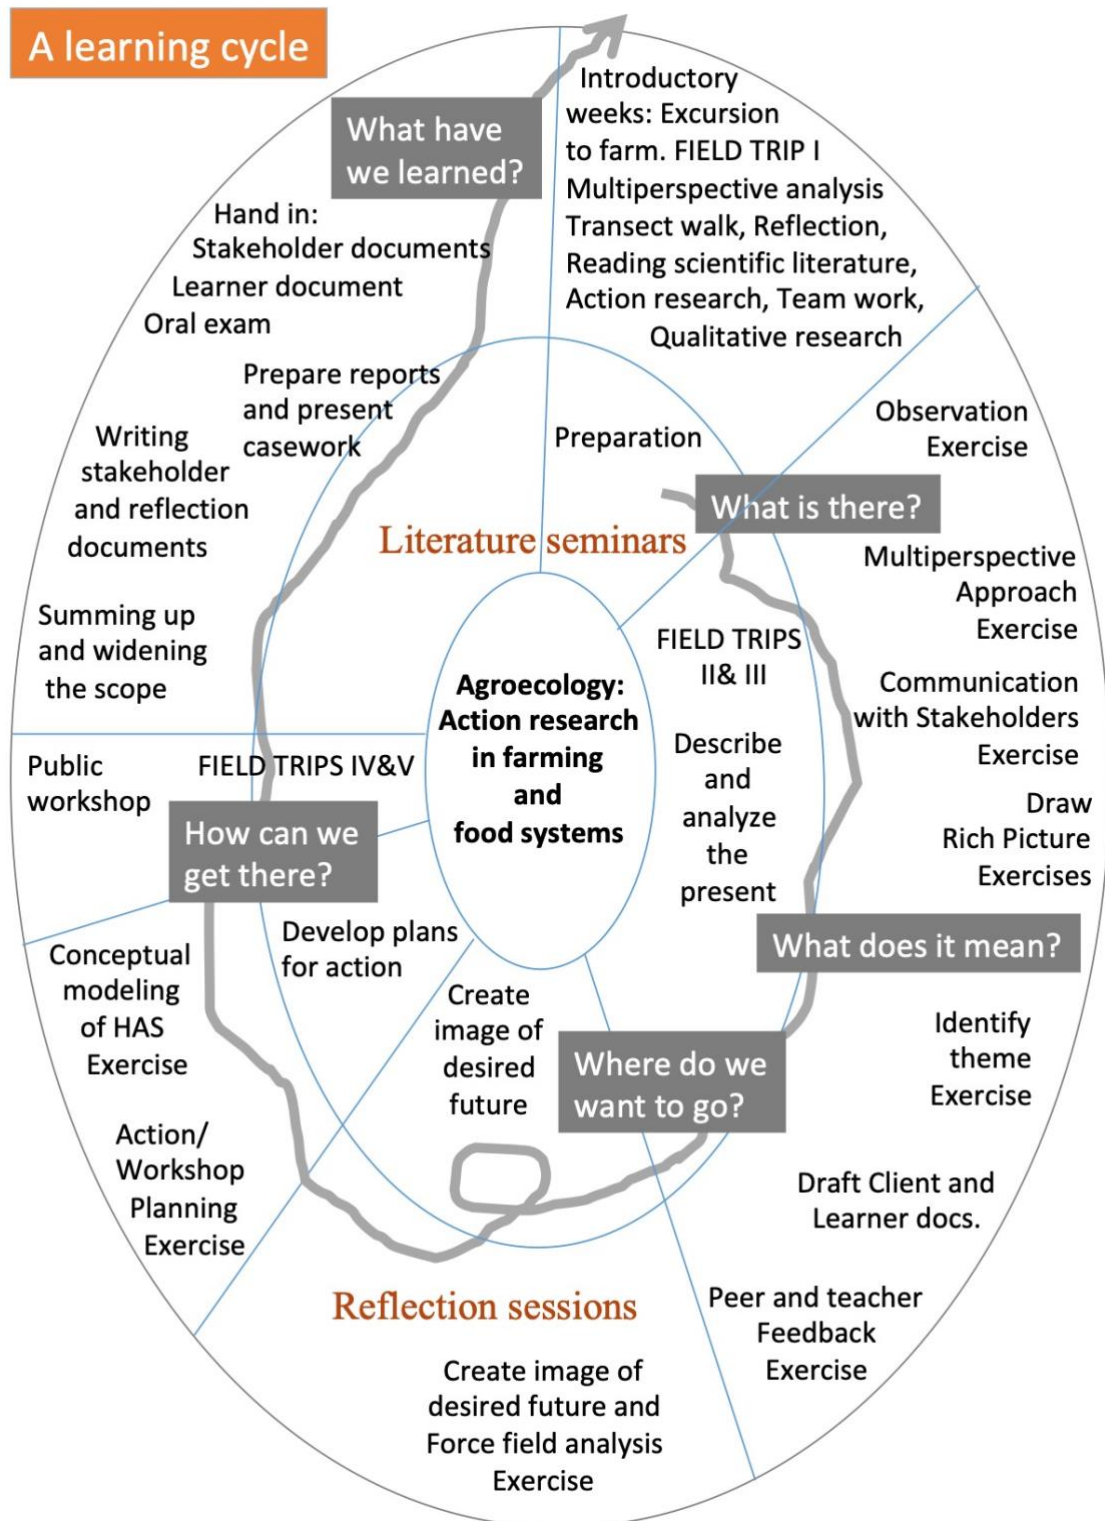 A learning cycle
What have
we learned?
Introductory
weeks: Excursion
to farm. FIELD TRIP I
Multiperspective analysis
Transect walk, Reflection,
Reading scientific literature,
Action research, Team work,
Qualitative research
Hand in:
Stakeholder documents
Learner document
Oral exam
Prepare reports
and present
casework
Writing
stakeholder
and reflection
documents
Summing up
and widening
the scope
Preparation
Observation
Exercise
What is there?
Literature seminars
Multiperspective
Approach
Exercise
FIELD TRIPS
II& III
Communication
with Stakeholders
Exercise
Agroecology:
Action research
in farming
and
food systems
Describe
and
analyze
the
present
Draw
Rich Picture
Exercises
Public
workshop
FIELD TRIPS IV&V
How can we
get there?
What does it mean?
Develop plans
for action
Conceptual
modeling
of HAS
Exercise
Create
image of
desired
future
Where do we
want to go?
Identify
theme
Exercise
Action/
Workshop
Planning
Exercise
Draft Client and
Learner docs.
Reflection sessions
Peer and teacher
Feedback
Exercise
Create image of
desired future and
Force field analysis
Exercise